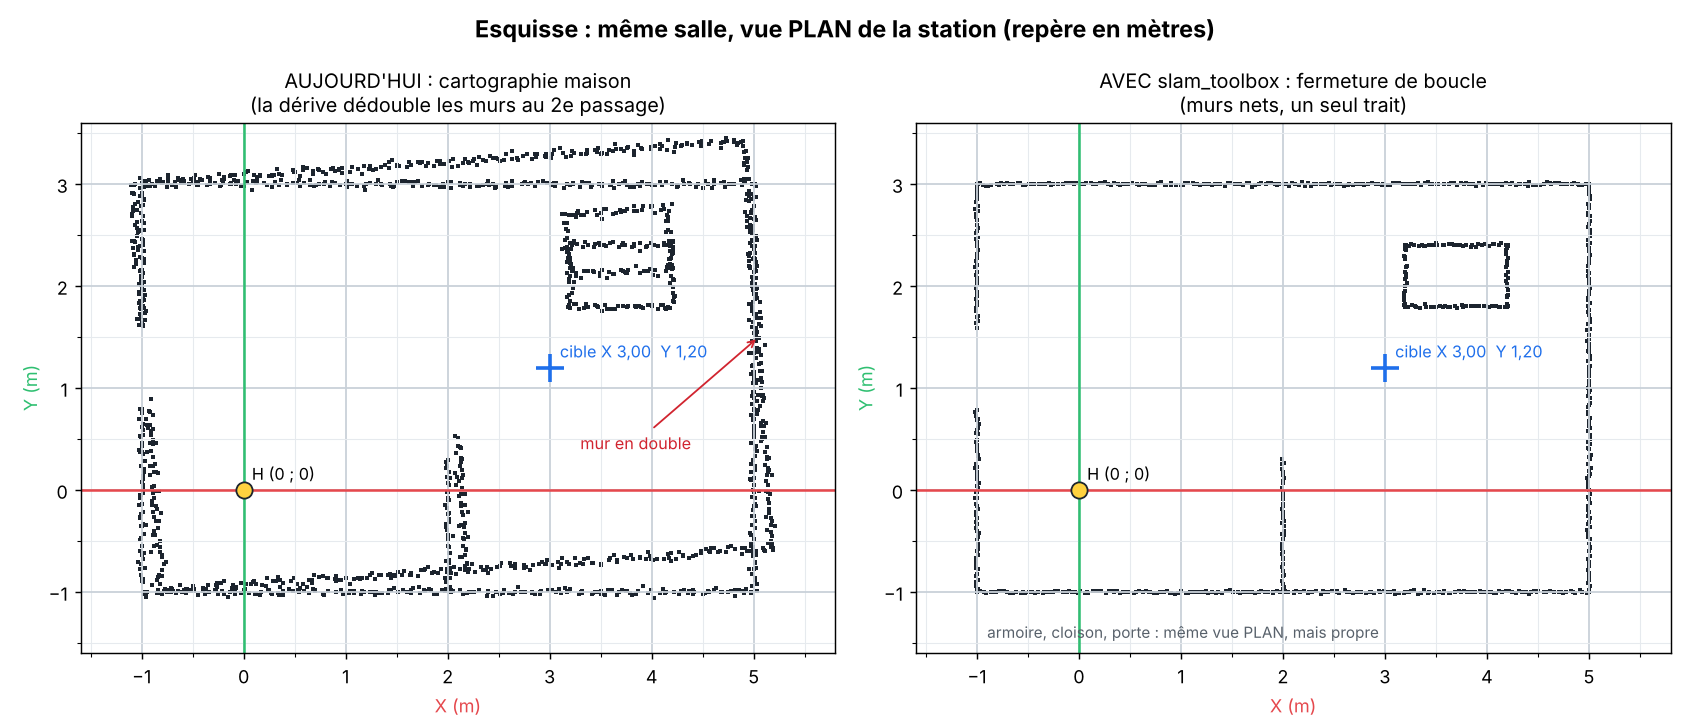 Esquisse : même salle, vue PLAN de la station (repère en mètres)
AUJOURD'HUI : cartographie maison
(la dérive dédouble les murs au 2e passage)
3
2
1
0
−1
Y (m)
cible X 3,00  Y 1,20
mur en double
H (0 ; 0)
−1
0
1
2
3
4
5
X (m)
AVEC slam_toolbox : fermeture de boucle
(murs nets, un seul trait)
3
2
1
0
−1
Y (m)
cible X 3,00  Y 1,20
H (0 ; 0)
armoire, cloison, porte : même vue PLAN, mais propre
−1
0
1
2
3
4
5
X (m)